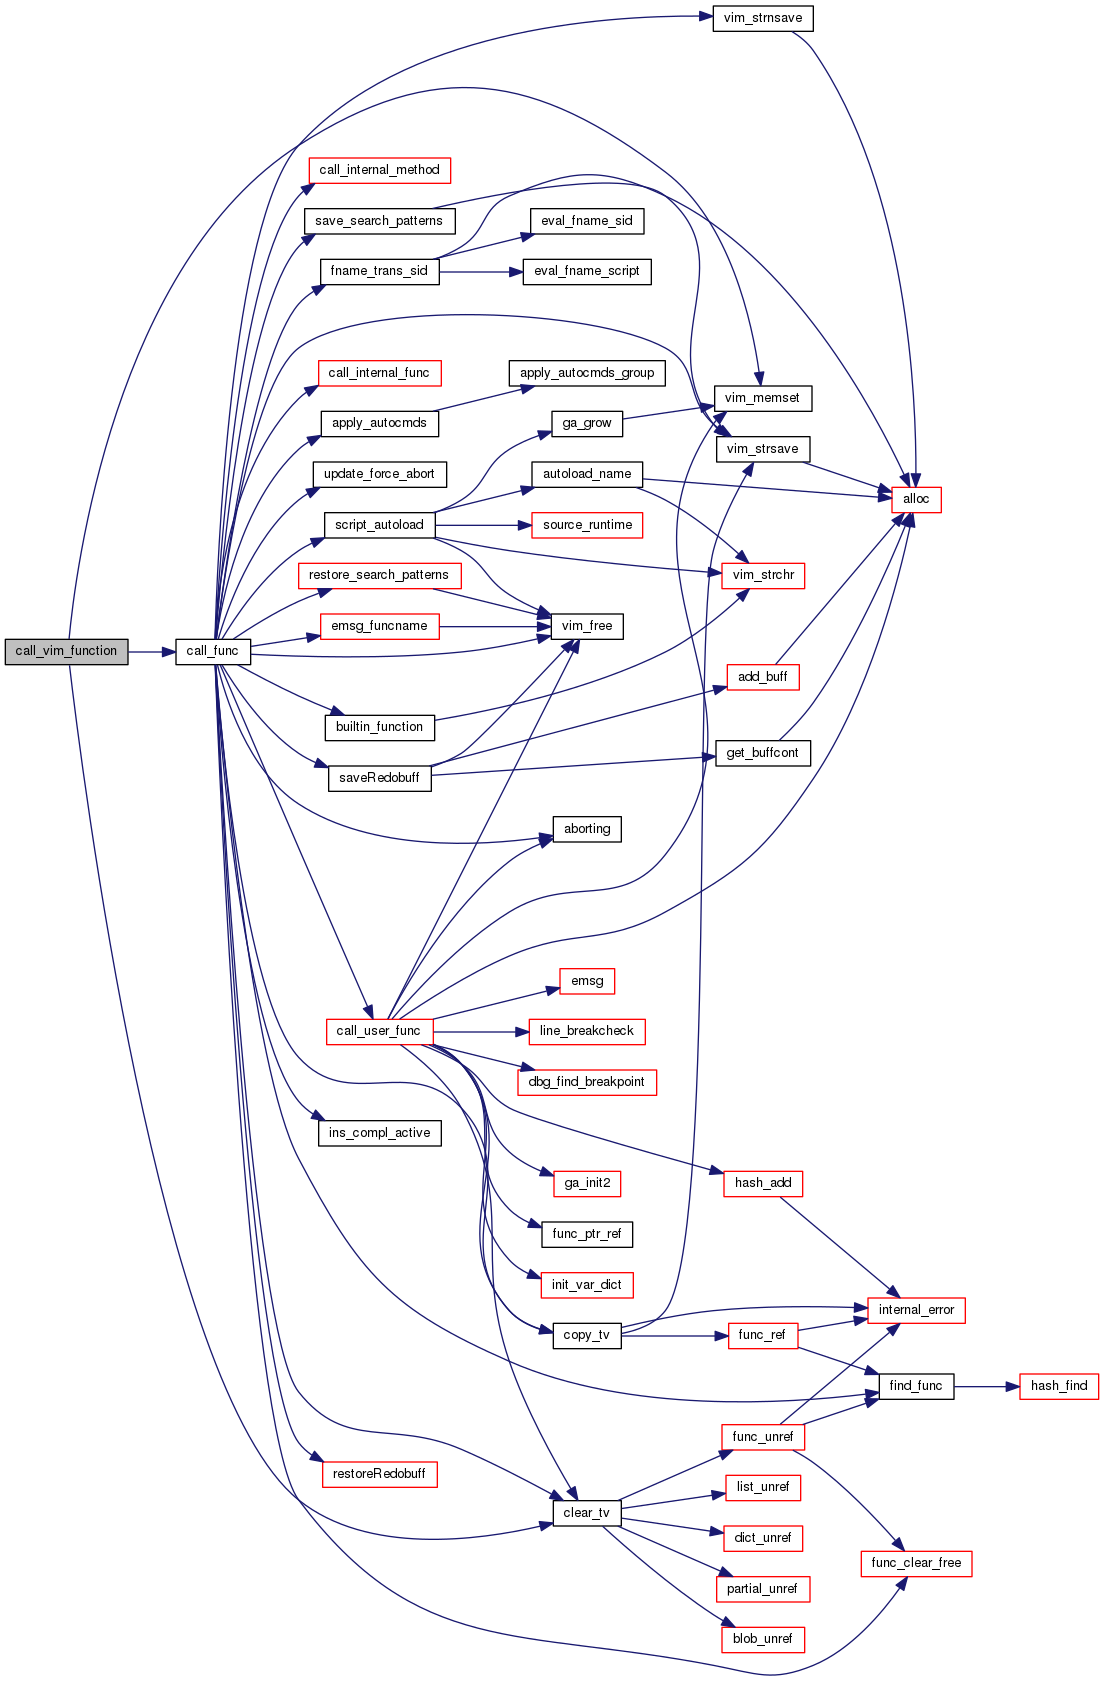 vim_strnsave
call_internal_method
save_search_patterns
eval_fname_sid
fname_trans_sid
eval_fname_script
call_internal_func
apply_autocmds_group
vim_memset
apply_autocmds
ga_grow
vim_strsave
update_force_abort
autoload_name
alloc
script_autoload
source_runtime
restore_search_patterns
vim_strchr
emsg_funcname
vim_free
call_vim_function
call_func
add_buff
builtin_function
get_buffcont
saveRedobuff
aborting
emsg
call_user_func
line_breakcheck
dbg_find_breakpoint
ins_compl_active
ga_init2
hash_add
func_ptr_ref
init_var_dict
internal_error
copy_tv
func_ref
find_func
hash_find
func_unref
restoreRedobuff
list_unref
clear_tv
dict_unref
func_clear_free
partial_unref
blob_unref